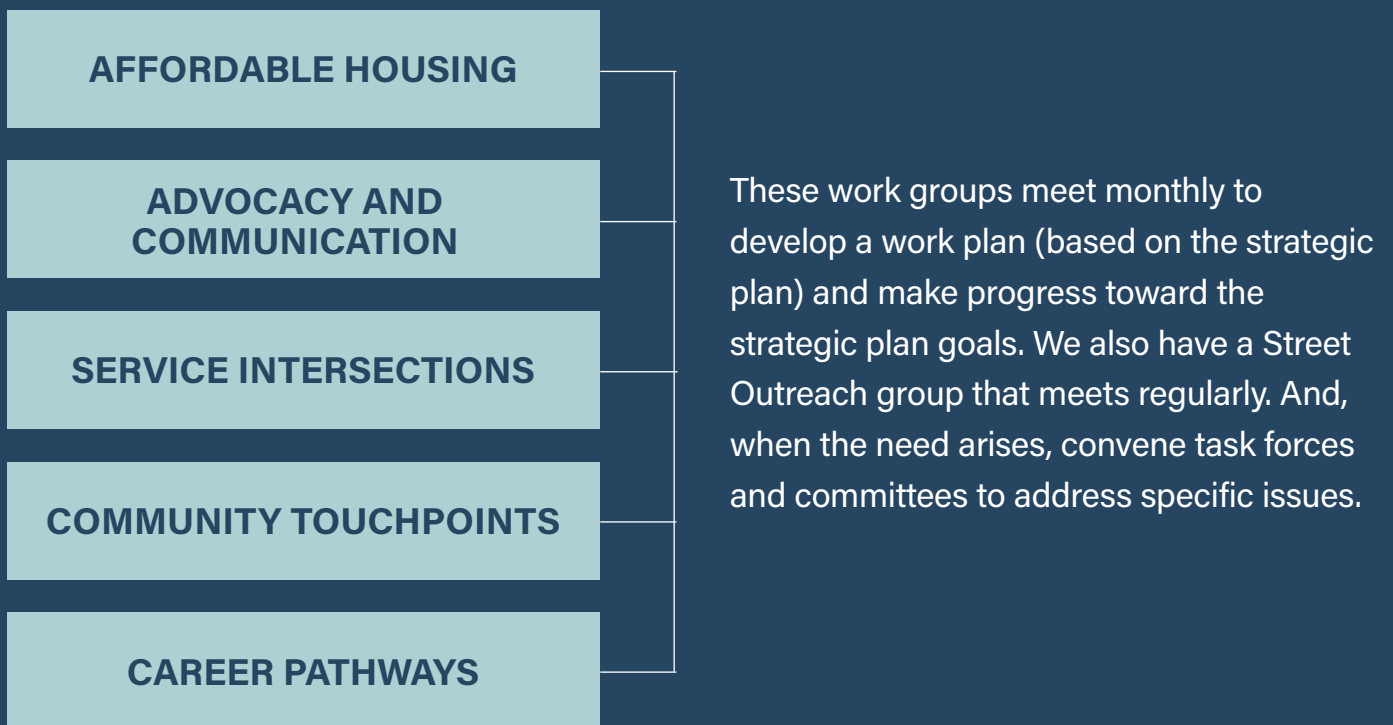 AFFORDABLE HOUSING
ADVOCACY AND
COMMUNICATION
SERVICE INTERSECTIONS
COMMUNITY TOUCHPOINTS
CAREER PATHWAYS
These work groups meet monthly to
develop a work plan (based on the strategic
plan) and make progress toward the
strategic plan goals. We also have a Street
Outreach group that meets regularly. And,
when the need arises, convene task forces
and committees to address specific issues.